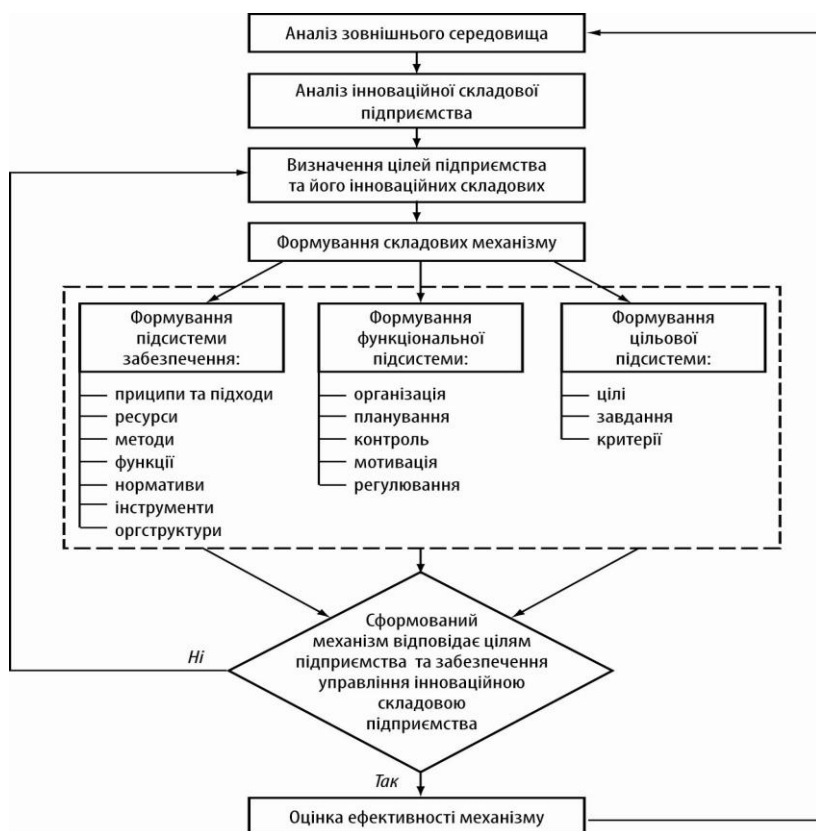 Аналіз зовнішнього середовища
Аналіз інноваційної складової
підприємства
Визначення цілей підприємства
та його інноваційних складових
Формування складових механізму
Формування
підсистеми
забезпечення:
приципи та підходи
ресурси
методи
функції
нормативи
інструменти
оргструктури
Формування
функціональної
підсистеми:
організація
планування
контроль
мотивація
регулювання
Формування
цільової
підсистеми:
цілі
завдання
критерії
Сформований
механізм відповідає цілям
підприємства та забезпечення
управління інноваційною
складовою
підприємства
Ні
Так
Оцінка ефективності механізму